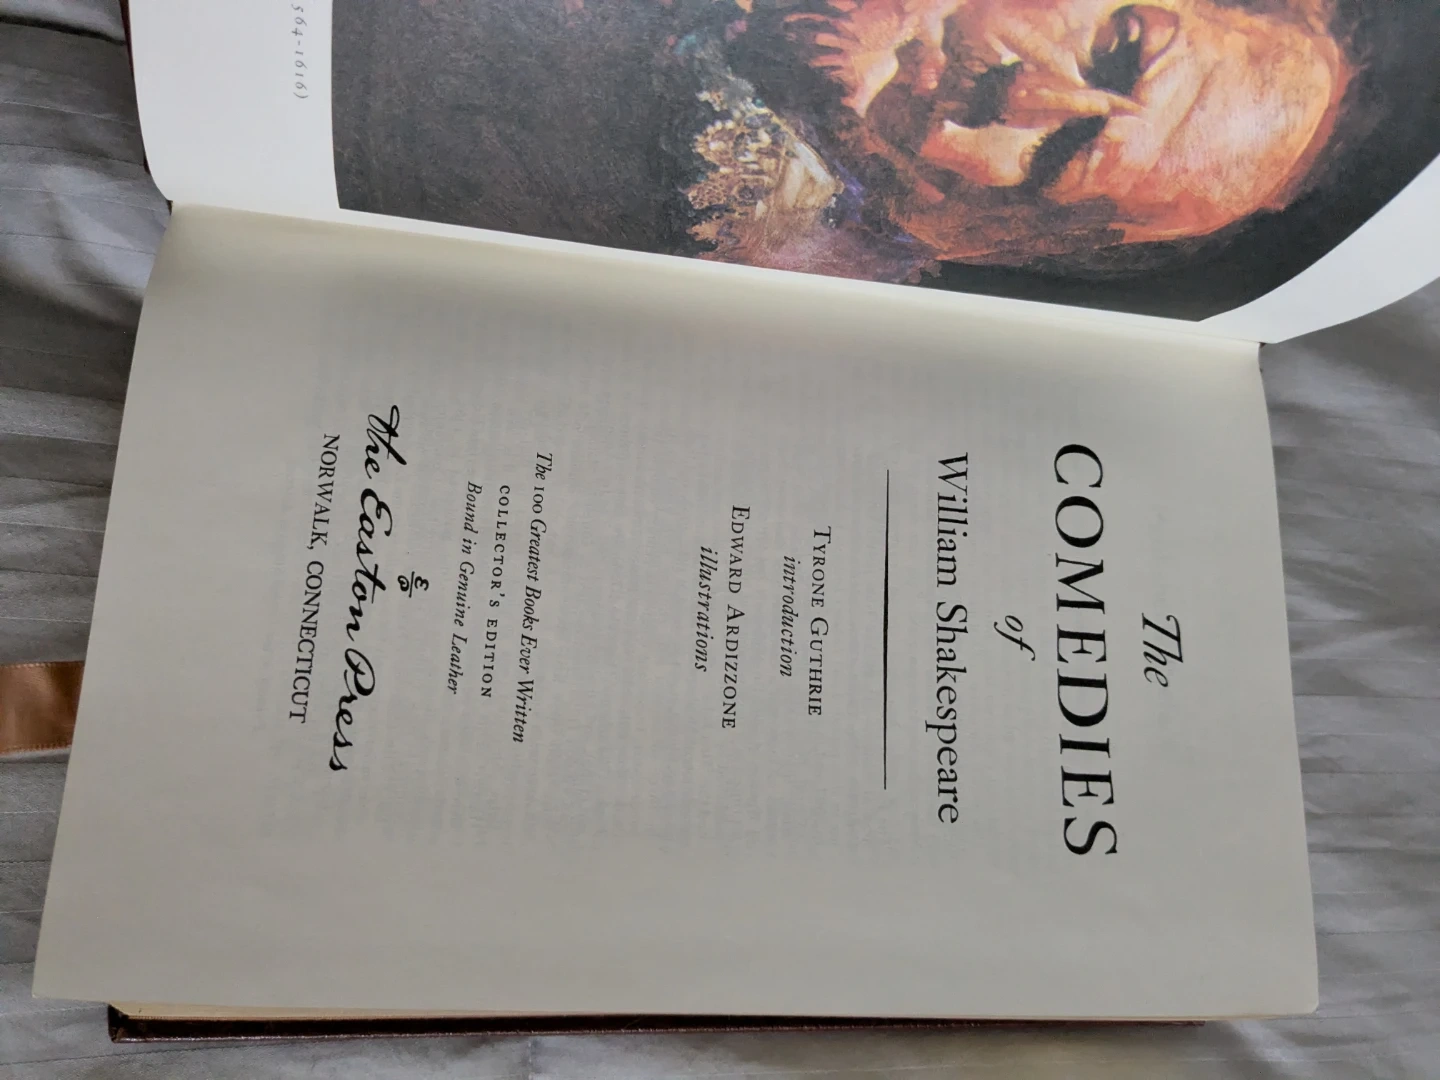 564-1616)
The
COMEDIES
of
William Shakespeare
TYRONE GUTHRIE
introduction
EDWARD ARDIZZONE
illustrations
The 100 Greatest Books Ever Written
COLLECTOR'S EDITION
Bound in Genuine Leather
The Easton Press
NORWALK, CONNECTICUT